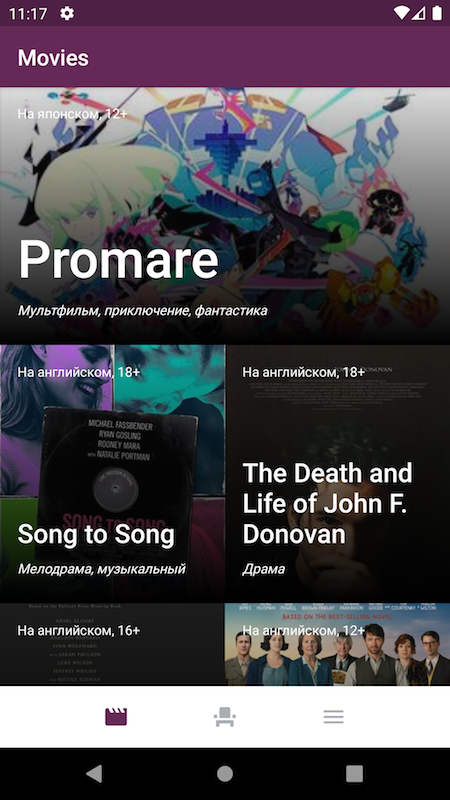 11:17
Movies
На японском, 12+
Promare
Мультфильм, приключение, фантастика
На английском, 18+
MICHAEL FASSBENDER
RYAN GOSLING
ROONEY MARA
WITH NATALIE PORTMAN
SONG TO SONG
Song to Song
Мелодрама, музыкальный
На английском, 18+
DONOVAN
The Death and
Life of John F.
Donovan
Драма
На английском, 16+
На английском, 12+
BASED ON THE BEST-SELLING NOVEL